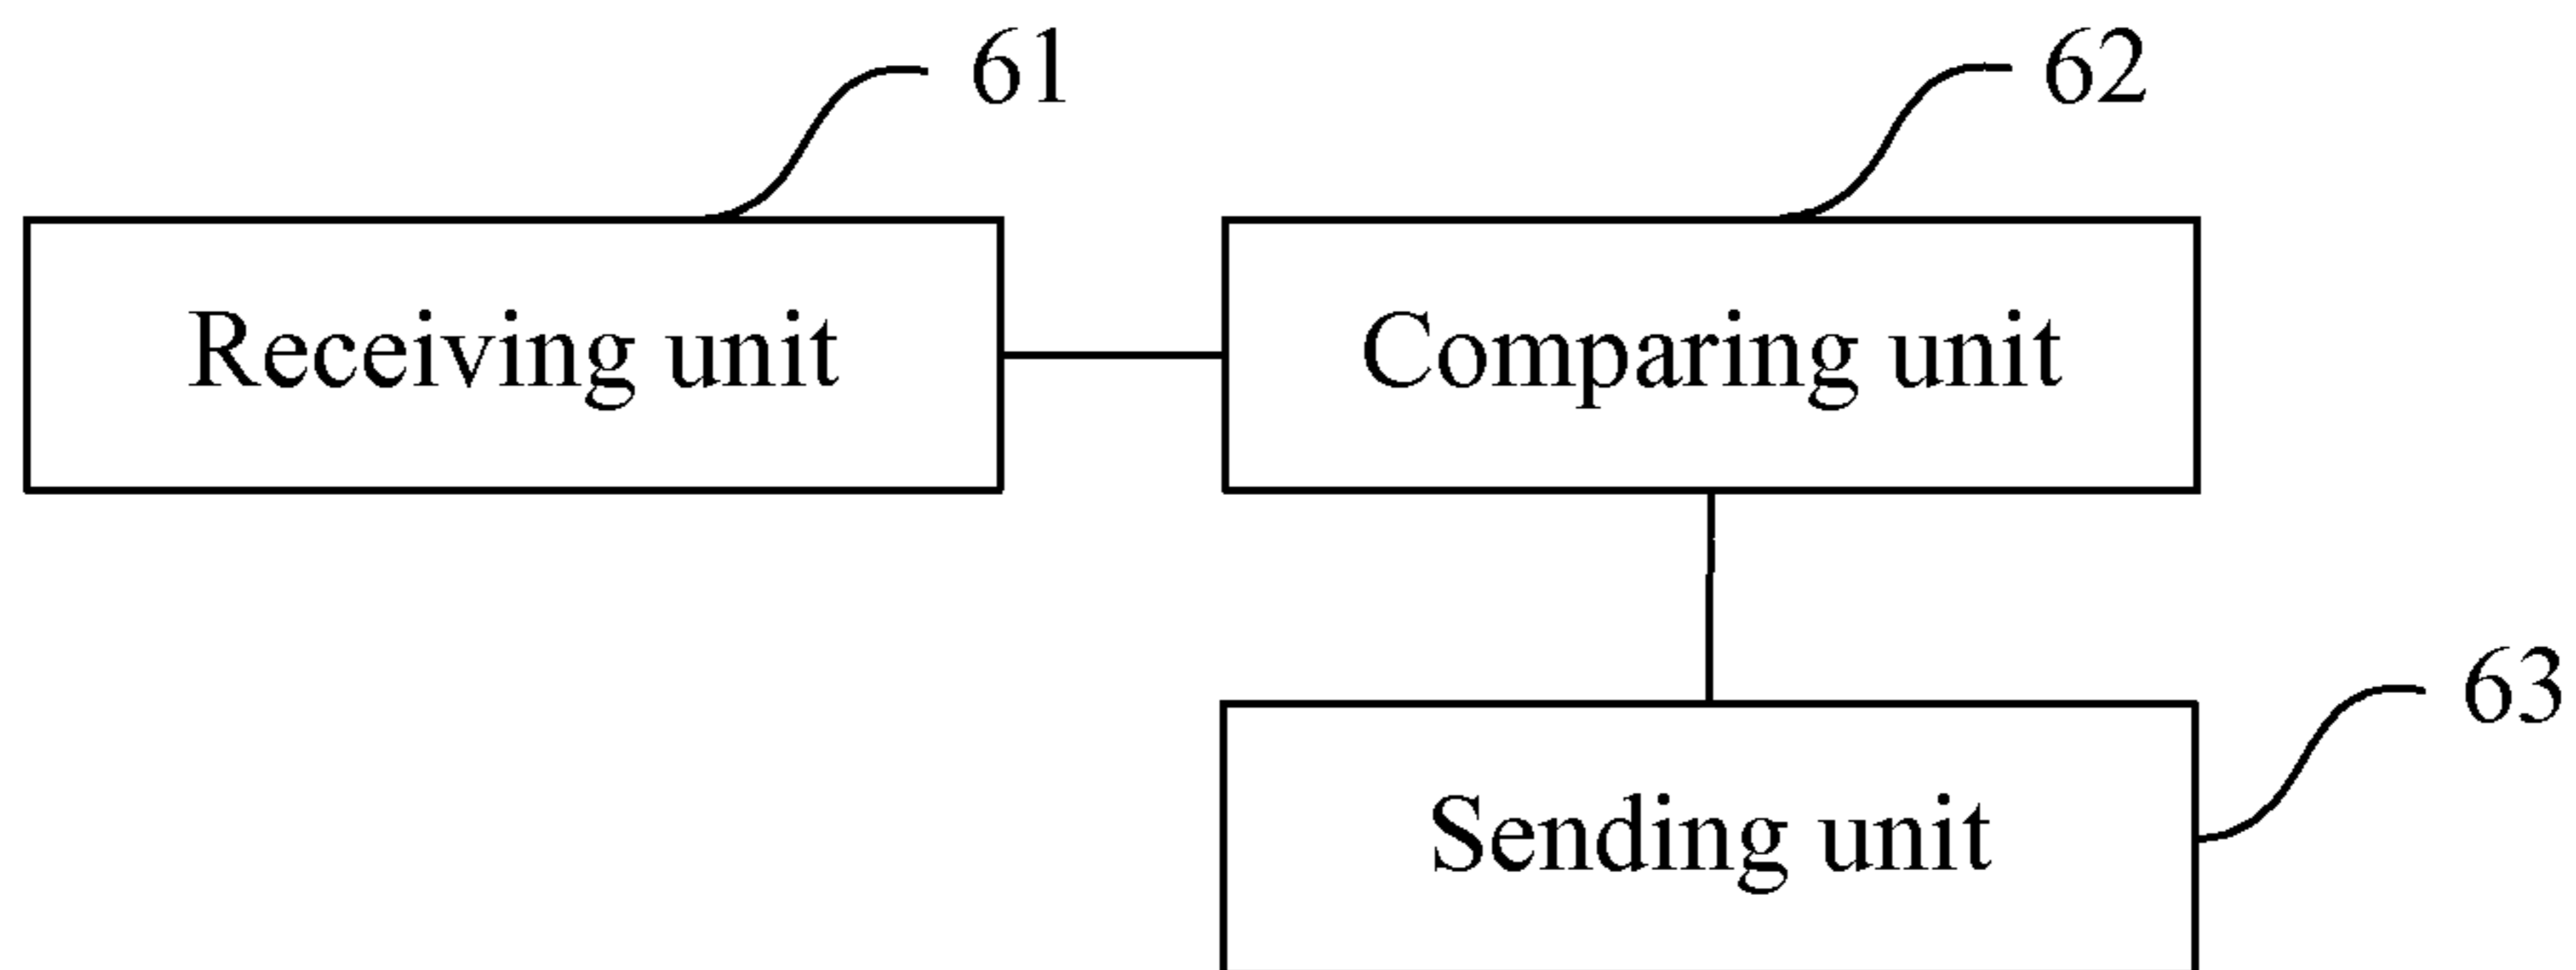 61
62
Receiving unit
Comparing unit
63
Sending unit